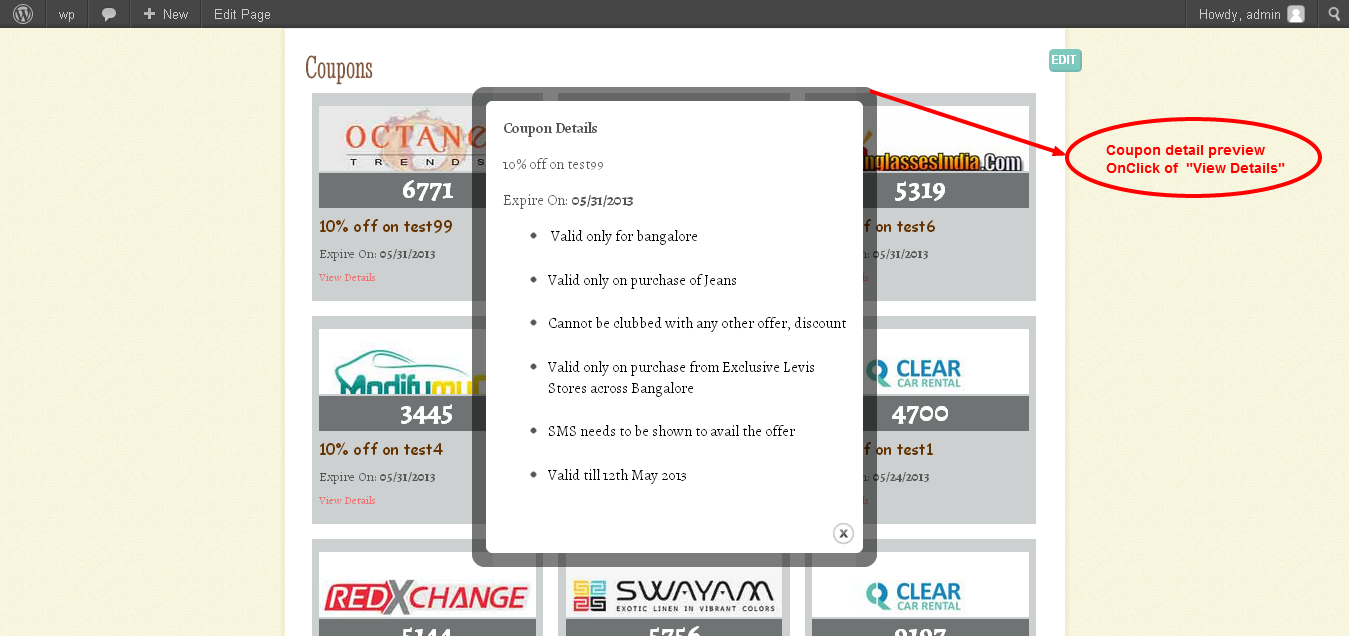 wp
New
Edit Page
Howdy, admin
Coupons
EDIT
OCTANE
TRENDS
6771
10% off on test99
Expire On: 05/31/2013
View Details
Coupon Details
10% off on test99
Expire On: 05/31/2013
Valid only for bangalore
Valid only on purchase of Jeans
Cannot be clubbed with any other offer, discount
Valid only on purchase from Exclusive Levis
Stores across Bangalore
SMS needs to be shown to avail the offer
Valid till 12th May 2013
x
nglassesIndia.Com
5319
f on test6
05/31/2013
Coupon detail preview
OnClick of "View Details"
3445
10% off on test4
Expire On: 05/31/2013
View Details
CLEAR
CAR RENTAL
4700
f on test1
05/24/2013
REDXCHANGE
5144
SWAYAM
EXOTIC LINEN IN VIBRANT COLORS
5756
CLEAR
CAR RENTAL
9197